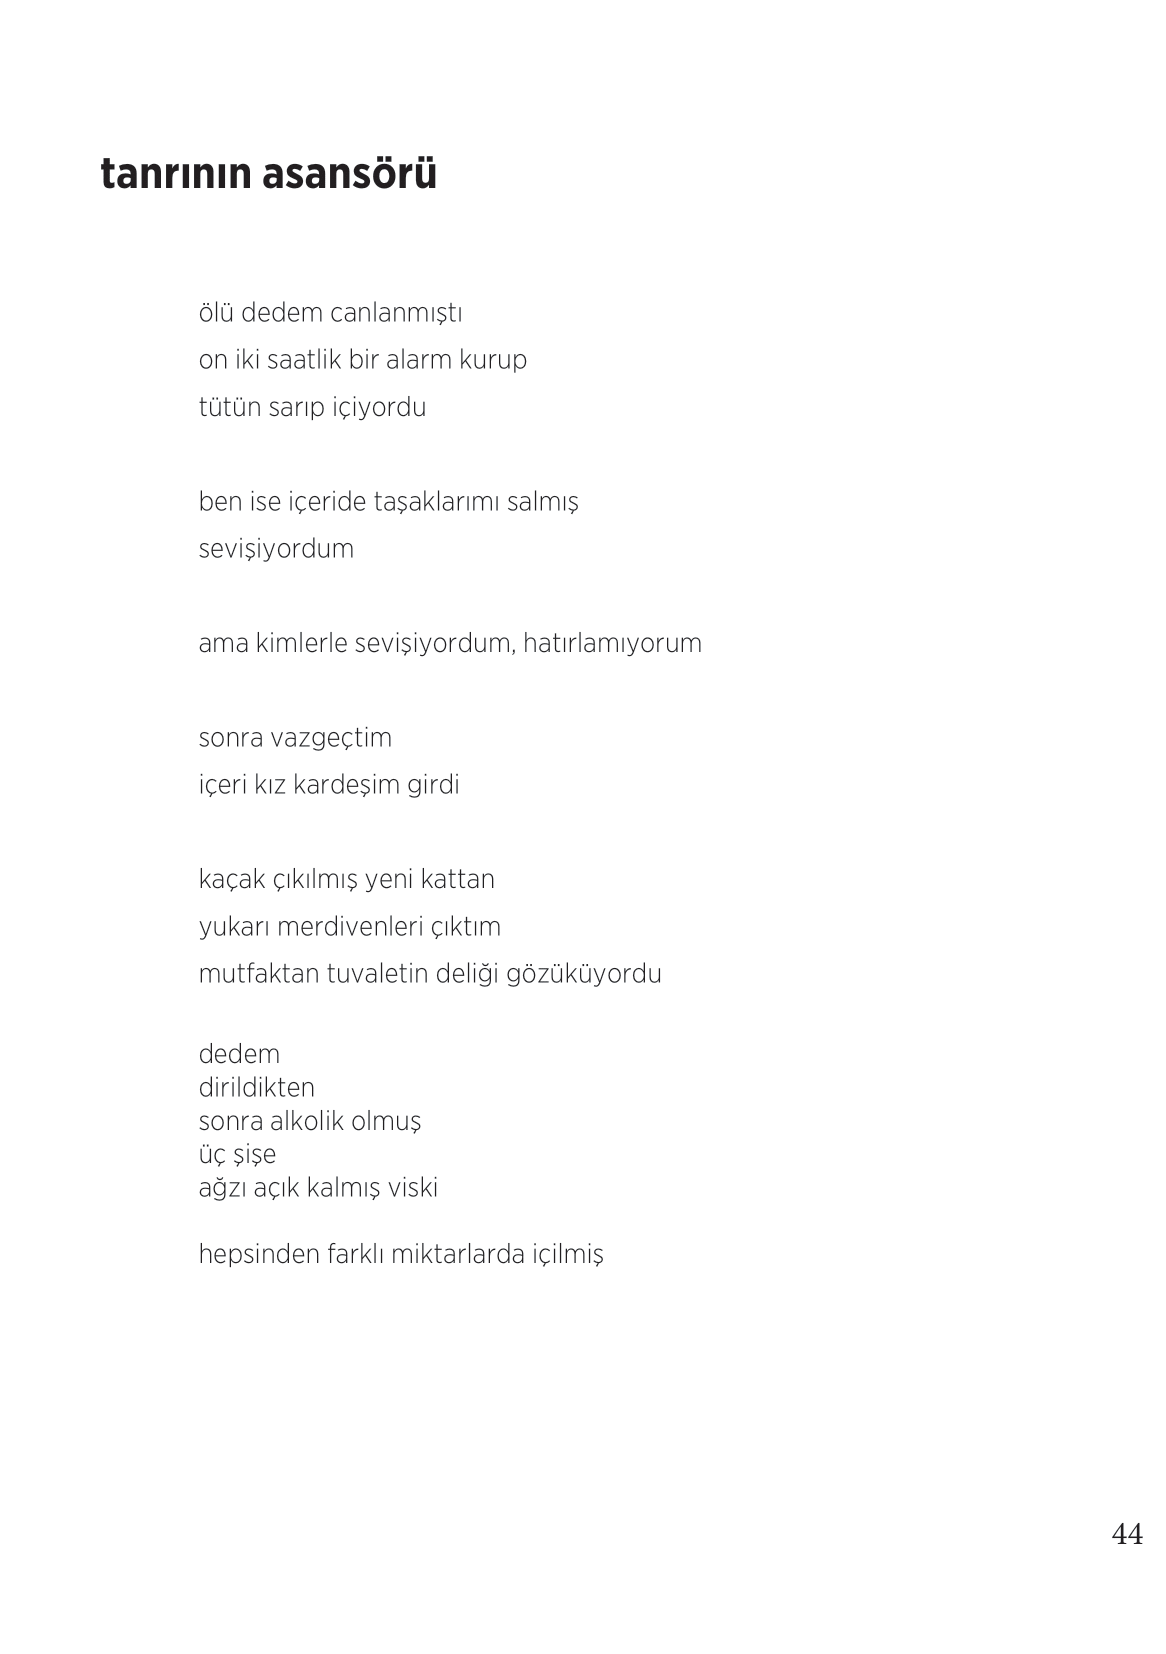 tanrının asansörü
ölü dedem canlanmıştı
on iki saatlik bir alarm kurup
tütün sarıp içiyordu
ben ise içeride taşaklarımı salmış
sevişiyordum
ama kimlerle sevişiyordum, hatırlamıyorum
sonra vazgeçtim
içeri kız kardeşim girdi
kaçak çıkılmış yeni kattan
yukarı merdivenleri çıktım
mutfaktan tuvaletin deliği gözüküyordu
dedem
dirildikten
sonra alkolik olmuş
üç şişe
ağzı açık kalmış viski
hepsinden farklı miktarlarda içilmiş
44